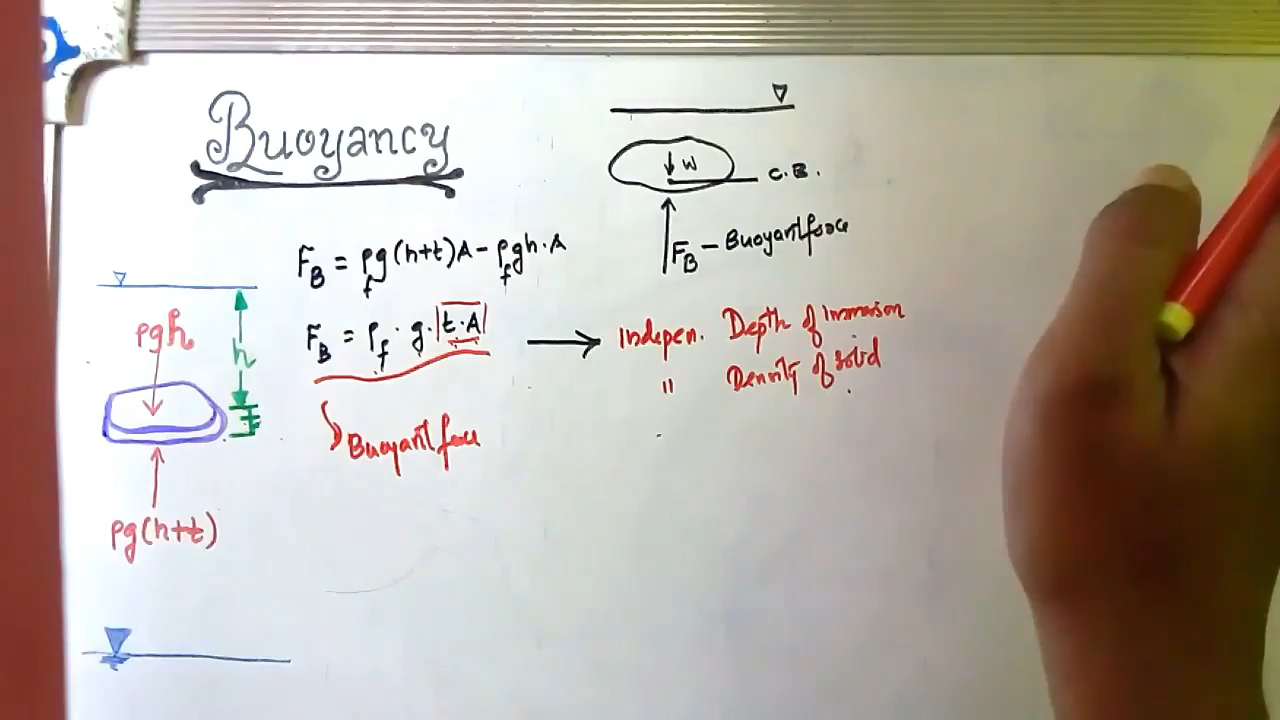 Buoyancy
W
C.B.
F_B - Buoyant force
F_B = ρ_f g(h+t)A - ρ_f gh·A
F_B = ρ_f · g · t·A → Indepen. Depth of Immersion
" Density of solid
Buoyant force
ρgh
h
t
ρg(h+t)